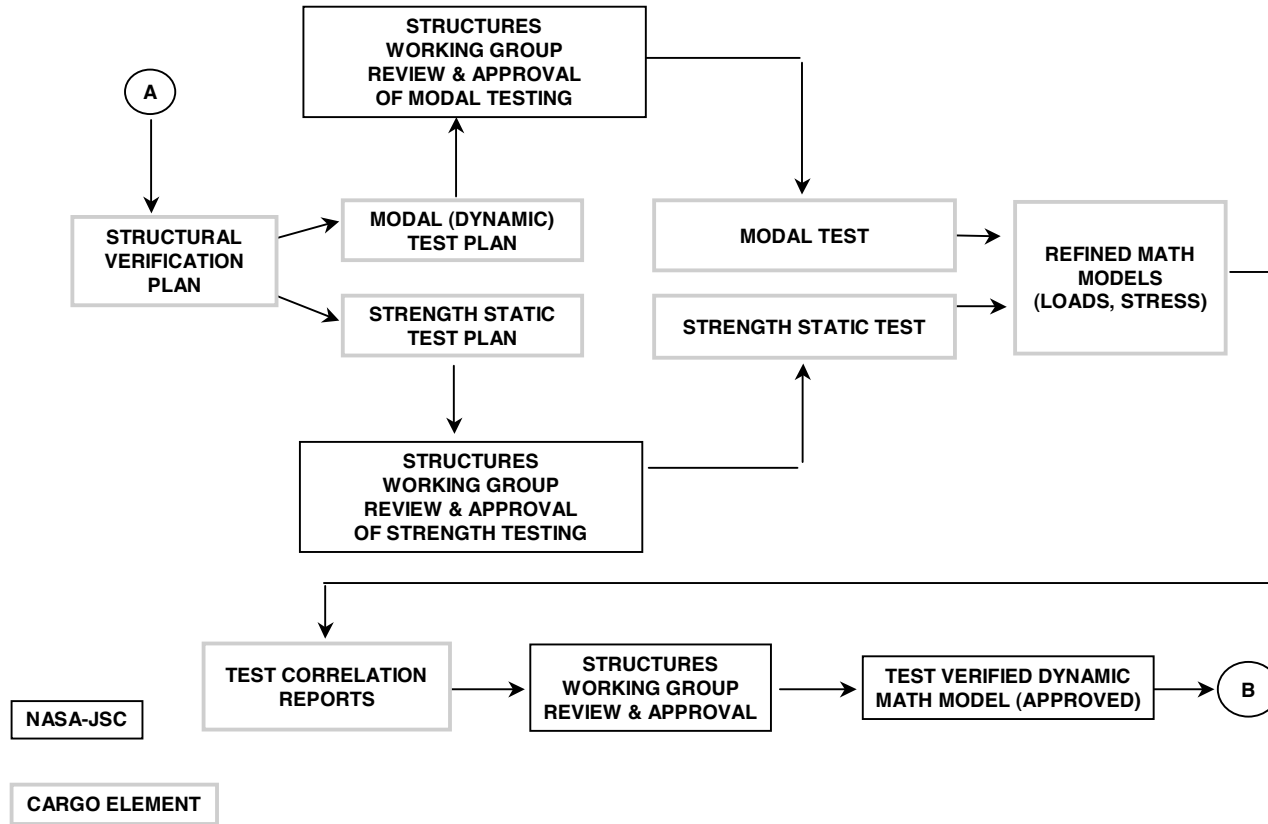 STRUCTURES
WORKING GROUP
REVIEW & APPROVAL
OF MODAL TESTING
A
STRUCTURAL
VERIFICATION
PLAN
MODAL (DYNAMIC)
TEST PLAN
MODAL TEST
REFINED MATH
MODELS
(LOADS, STRESS)
STRENGTH STATIC
TEST PLAN
STRENGTH STATIC TEST
STRUCTURES
WORKING GROUP
REVIEW & APPROVAL
OF STRENGTH TESTING
TEST CORRELATION
REPORTS
STRUCTURES
WORKING GROUP
REVIEW & APPROVAL
TEST VERIFIED DYNAMIC
MATH MODEL (APPROVED)
B
NASA-JSC
CARGO ELEMENT